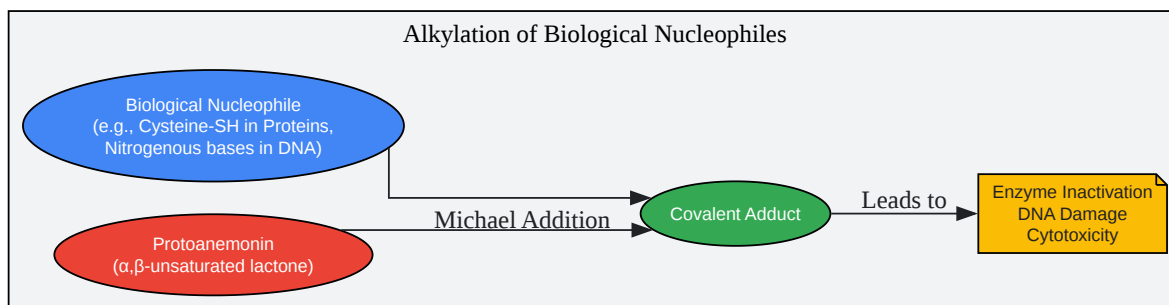 Alkylation of Biological Nucleophiles
Biological Nucleophile
(e.g., Cysteine-SH in Proteins,
Nitrogenous bases in DNA)
Protoanemonin
(α,β-unsaturated lactone)
Michael Addition
Covalent Adduct
Leads to
Enzyme Inactivation
DNA Damage
Cytotoxicity